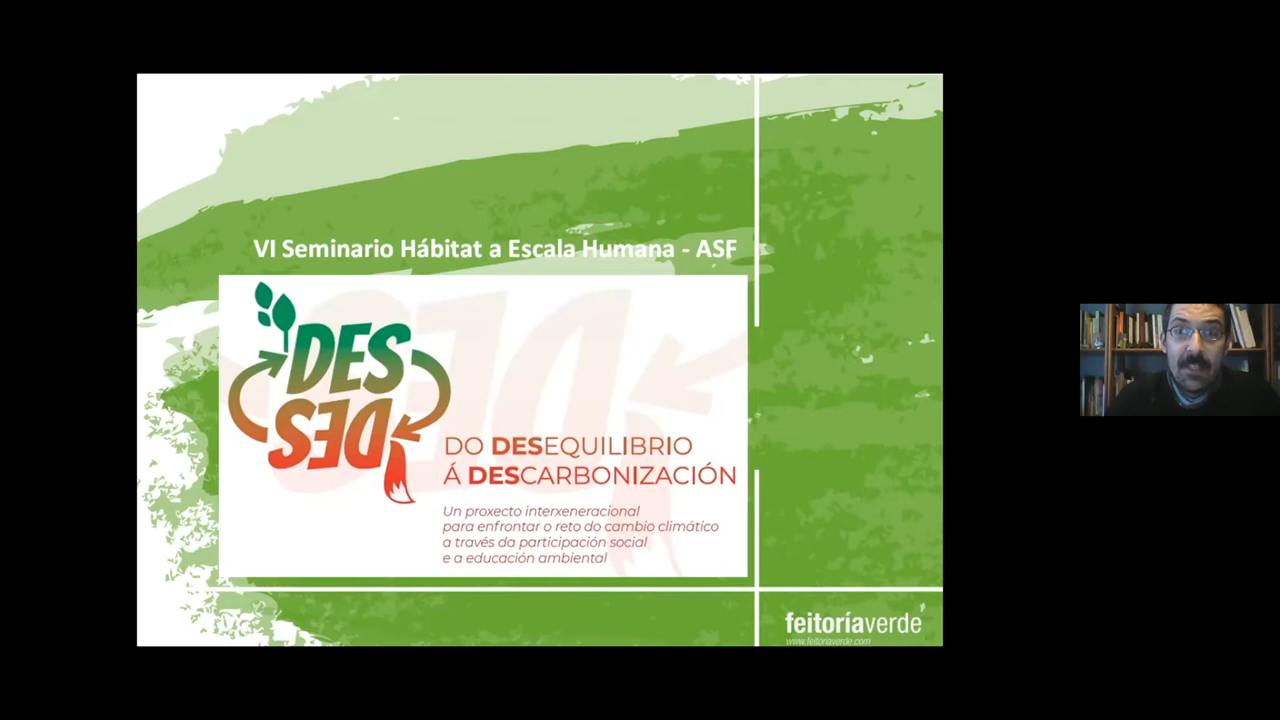 VI Seminario Hábitat a Escala Humana - ASF
DES
DES
DO DESEQUILIBRIO
Á DESCARBONIZACIÓN
Un proxecto interxeneracional
para enfrontar o reto do cambio climático
a través da participación social
e a educación ambiental
feitoríaverde
www.feitoriaverde.com